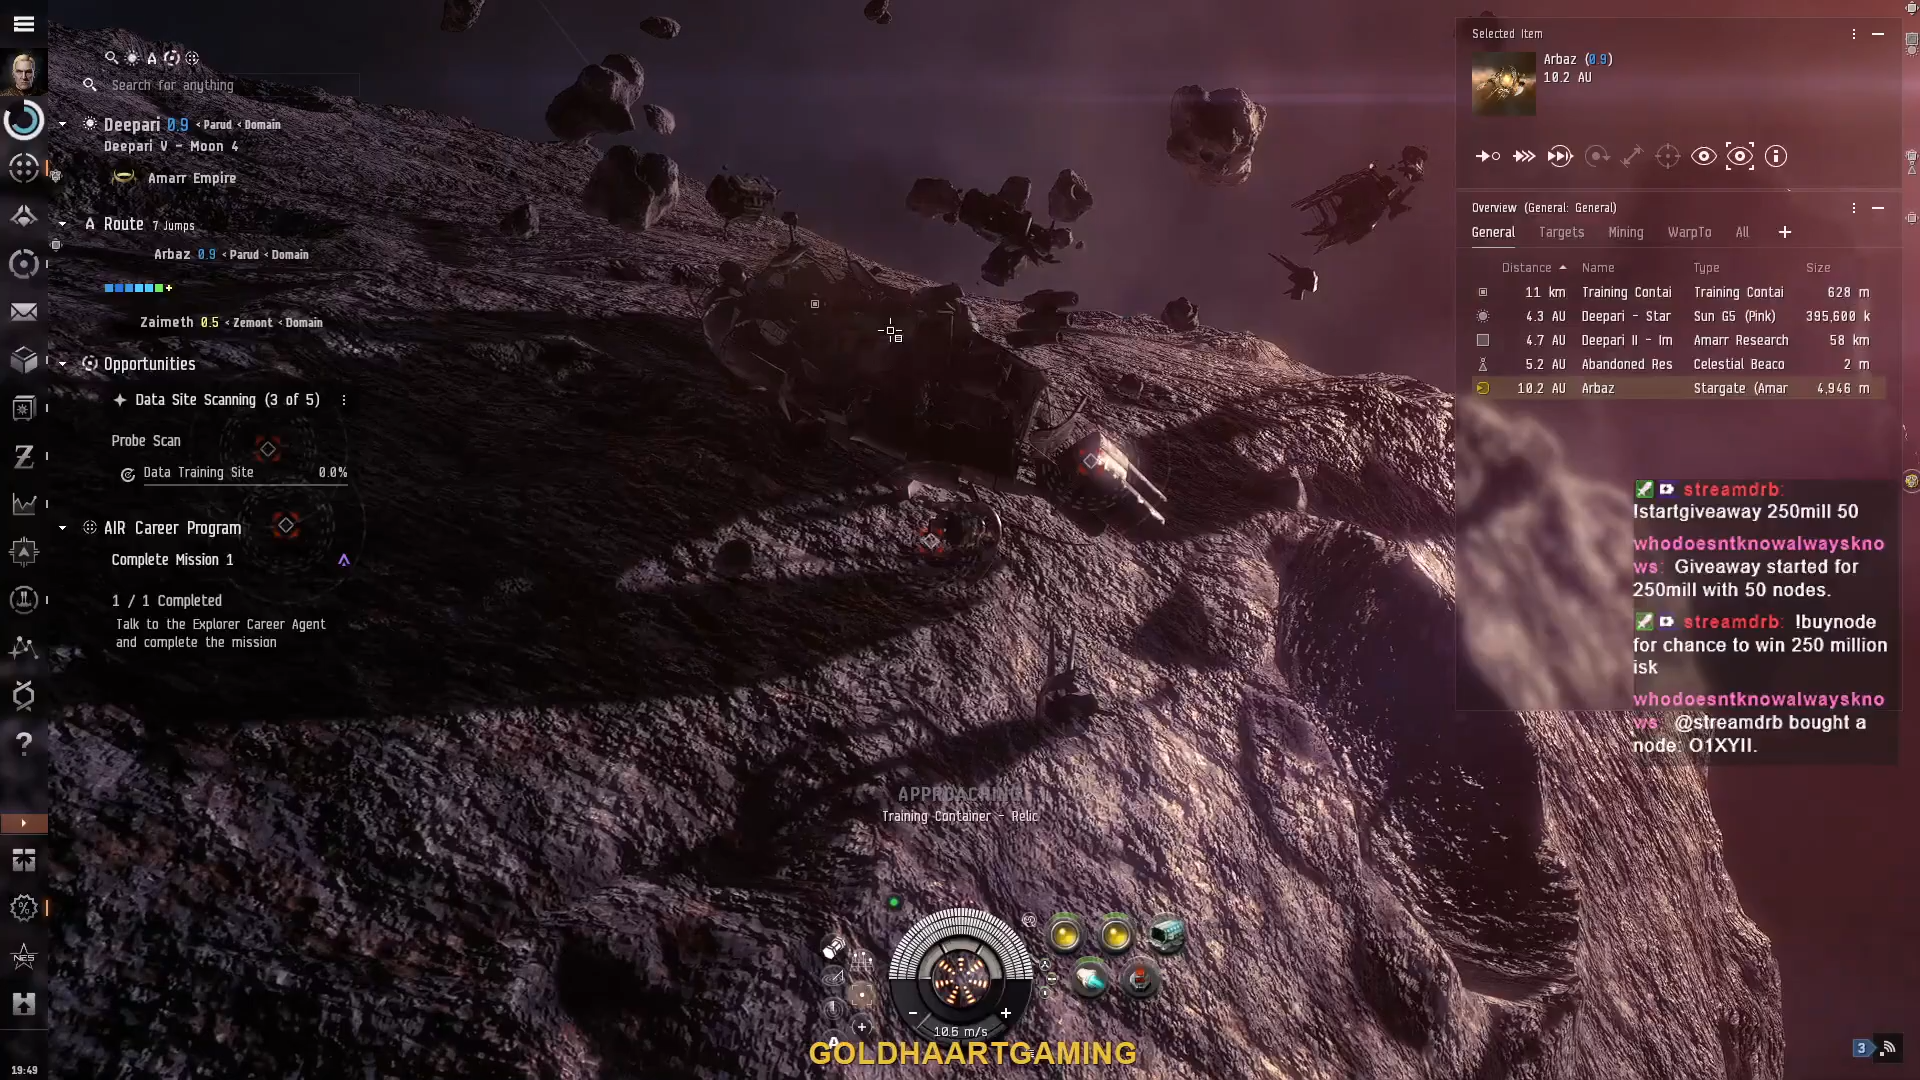 Search for anything
Deepari 0.9 < Parud < Domain
Deepari V - Moon 4
Amarr Empire
A Route 7 Jumps
Arbaz 0.9 < Parud < Domain
Zaimeth 0.5 < Zemont < Domain
Opportunities
Data Site Scanning (3 of 5)
Probe Scan
Data Training Site 0.0%
AIR Career Program
Complete Mission 1
1 / 1 Completed
Talk to the Explorer Career Agent
and complete the mission
NES
19:49
APPROACHING
Training Container - Relic
10.5 m/s
GOLDHAARTGAMING
Selected Item
Arbaz (0.9)
10.2 AU
Overview (General: General)
General Targets Mining WarpTo All +
Distance Name Type Size
11 km Training Contai Training Contai 628 m
4.3 AU Deepari - Star Sun G5 (Pink) 395,600 k
4.7 AU Deepari II - Im Amarr Research 58 km
5.2 AU Abandoned Res Celestial Beaco 2 m
10.2 AU Arbaz Stargate (Amar 4,946 m
streamdrb:
!startgiveaway 250mill 50
whodoesntknowalwayskno
ws: Giveaway started for
250mill with 50 nodes.
streamdrb: !buynode
for chance to win 250 million
isk
whodoesntknowalwayskno
ws: @streamdrb bought a
node: O1XYII.
3